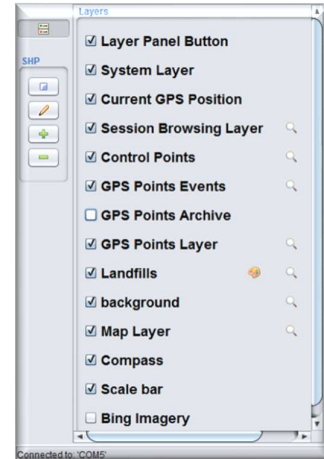 Layers
SHP
Layer Panel Button
System Layer
Current GPS Position
Session Browsing Layer
Control Points
GPS Points Events
GPS Points Archive
GPS Points Layer
Landfills
background
Map Layer
Compass
Scale bar
Bing Imagery
Connected to: 'COM5'